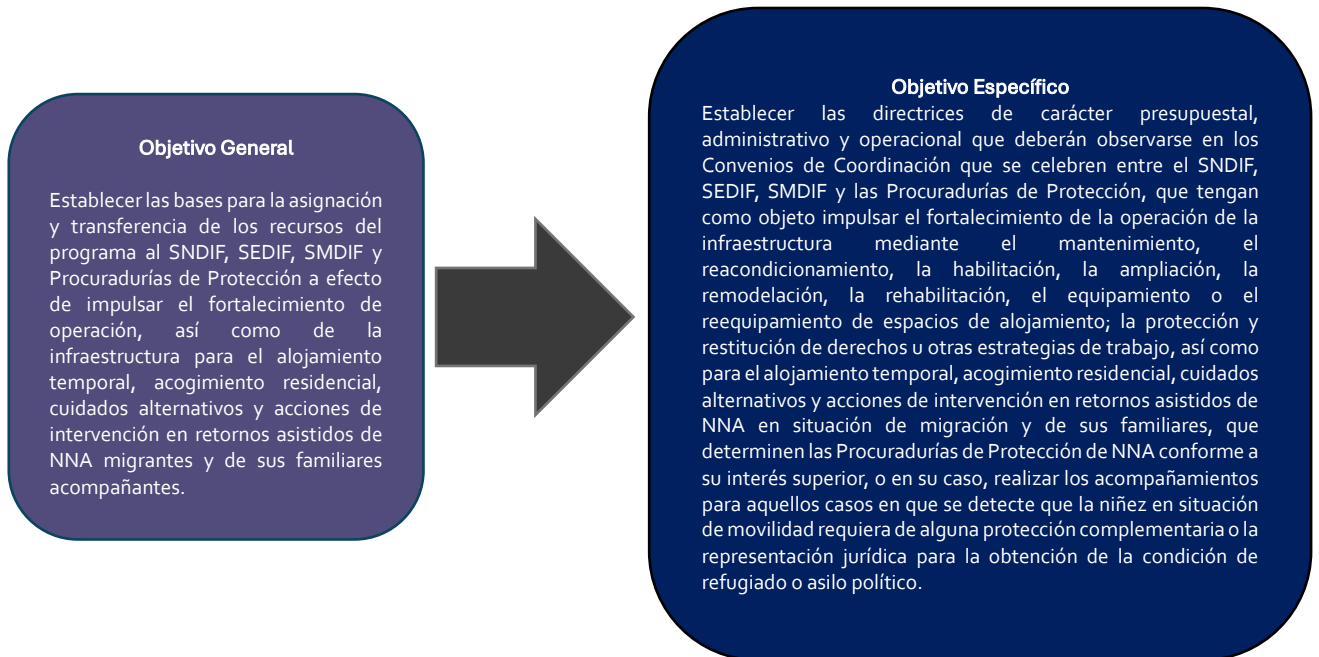 Objetivo General
Establecer las bases para la asignación
y transferencia de los recursos del
programa al SNDIF, SEDIF, SMDIF y
Procuradurías de Protección a efecto
de impulsar el fortalecimiento de
operación, así como de la
infraestructura para el alojamiento
temporal, acogimiento residencial,
cuidados alternativos y acciones de
intervención en retornos asistidos de
NNA migrantes y de sus familiares
acompañantes.
Objetivo Específico
Establecer las directrices de carácter presupuestal,
administrativo y operacional que deberán observarse en los
Convenios de Coordinación que se celebren entre el SNDIF,
SEDIF, SMDIF y las Procuradurías de Protección, que tengan
como objeto impulsar el fortalecimiento de la operación de la
infraestructura mediante el mantenimiento, el
reacondicionamiento, la habilitación, la ampliación, la
remodelación, la rehabilitación, el equipamiento o el
reequipamiento de espacios de alojamiento; la protección y
restitución de derechos u otras estrategias de trabajo, así como
para el alojamiento temporal, acogimiento residencial, cuidados
alternativos y acciones de intervención en retornos asistidos de
NNA en situación de migración y de sus familiares, que
determinen las Procuradurías de Protección de NNA conforme a
su interés superior, o en su caso, realizar los acompañamientos
para aquellos casos en que se detecte que la niñez en situación
de movilidad requiera de alguna protección complementaria o la
representación jurídica para la obtención de la condición de
refugiado o asilo político.